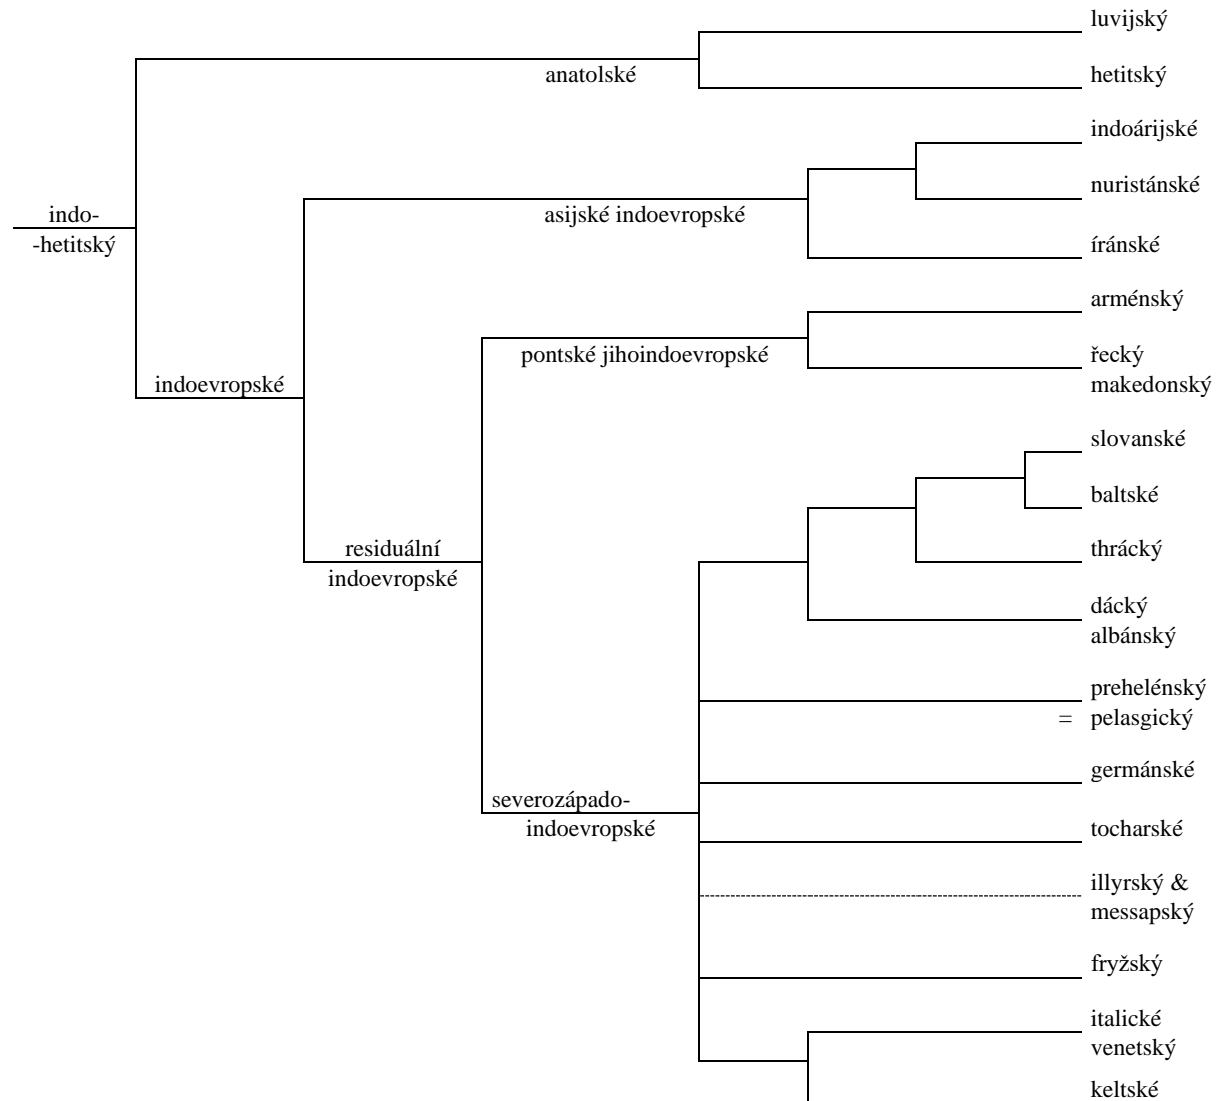 luvijský
anatolské
hetitský
indoárijské
nuristánské
indo-
-hetitský
asijské indoevropské
íránské
arménský
pontské jihoindoevropské
řecký
makedonský
indoevropské
slovanské
baltské
residuální
indoevropské
thrácký
dácký
albánský
prehelénský
= pelasgický
germánské
severozápado-
indoevropské
tocharské
illyrský &
messapský
fryžský
italické
venetský
keltské